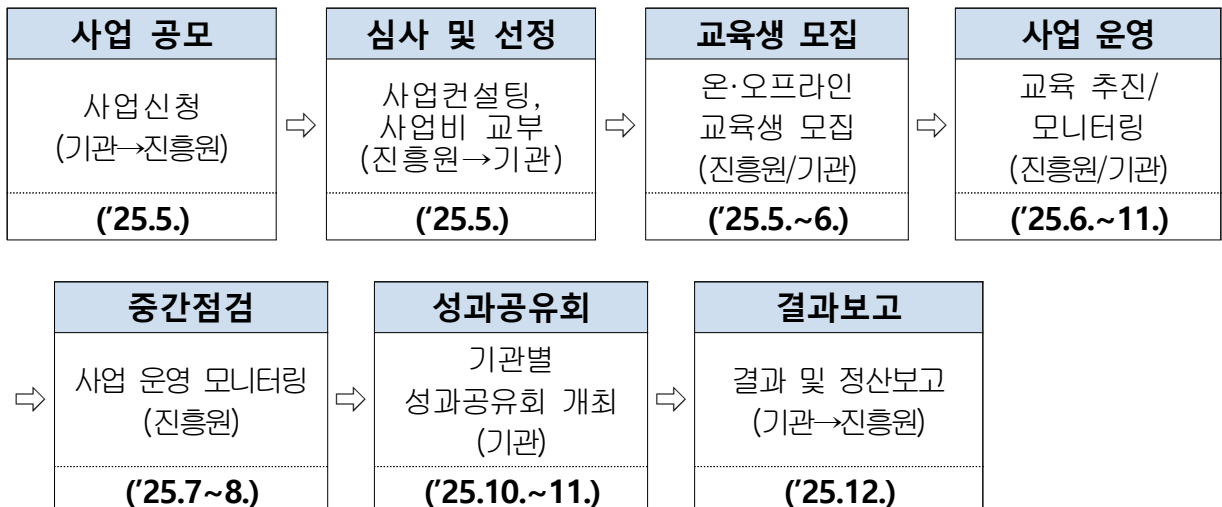 사업 공모
사업신청
(기관→진흥원)
('25.5.)
⇨
심사 및 선정
사업컨설팅,
사업비 교부
(진흥원→기관)
('25.5.)
⇨
교육생 모집
온·오프라인
교육생 모집
(진흥원/기관)
('25.5.~6.)
⇨
사업 운영
교육 추진/
모니터링
(진흥원/기관)
('25.6.~11.)
⇨
중간점검
사업 운영 모니터링
(진흥원)
('25.7~8.)
⇨
성과공유회
기관별
성과공유회 개최
(기관)
('25.10.~11.)
⇨
결과보고
결과 및 정산보고
(기관→진흥원)
('25.12.)